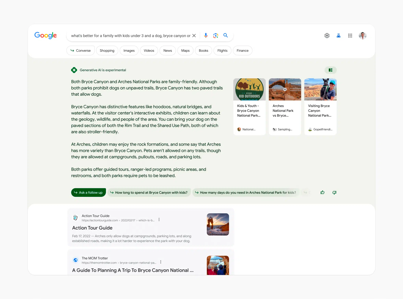 Google
what's better for a family with kids under 3 and a dog, bryce canyon or
Converse Shopping Images Videos News Maps Books Flights Finance
Generative AI is experimental
Both Bryce Canyon and Arches National Parks are family-friendly. Although
both parks prohibit dogs on unpaved trails, Bryce Canyon has two paved trails
that allow dogs.
Bryce Canyon has distinctive features like hoodoos, natural bridges, and
waterfalls. At the visitor center's interactive exhibits, children can learn about
the geology, wildlife, and people of the area. You can bring your dog on the
paved sections of both the Rim Trail and the Shared Use Path, both of which
are also stroller-friendly.
At Arches, children may enjoy the rock formations, and some say that Arches
has more variety than Bryce Canyon. Pets aren't allowed on any trails, though
they are allowed at campgrounds, pullouts, roads, and parking lots.
Both parks offer guided tours, ranger-led programs, picnic areas, and
restrooms, and both parks require pets to be leashed.
Kids & Youth -
Bryce Canyon
National...
Arches
National Park
vs Bryce...
Visiting Bryce
Canyon
National Park
Ask a follow up
How long to spend at Bryce Canyon with kids?
How many days do you need in Arches National Park for kids?
Action Tour Guide
Action Tour Guide
The MOM Trotter
A Guide To Planning A Trip To Bryce Canyon National ...